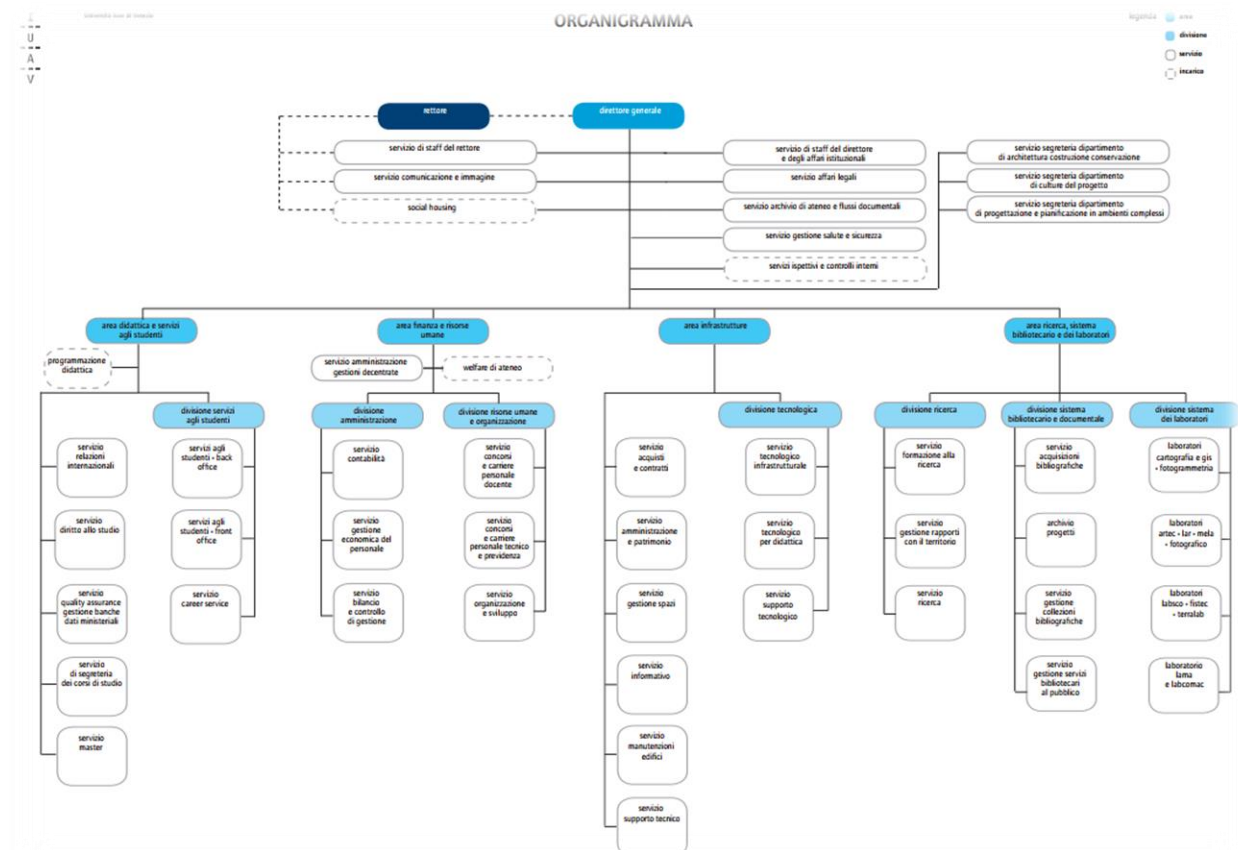 I
U
A
V
Università Iuav di Venezia
ORGANIGRAMMA
legenda
area
divisione
servizio
incarico
rettore
direttore generale
servizio di staff del rettore
servizio comunicazione e immagine
social housing
servizio di staff del direttore
e degli affari istituzionali
servizio affari legali
servizio archivio di ateneo e flussi documentali
servizio gestione salute e sicurezza
servizi ispettivi e controlli interni
servizio segreteria dipartimento
di architettura costruzione conservazione
servizio segreteria dipartimento
di culture del progetto
servizio segreteria dipartimento
di progettazione e pianificazione in ambienti complessi
area didattica e servizi
agli studenti
programmazione
didattica
divisione servizi
agli studenti
servizio
relazioni
internazionali
servizio
diritto allo studio
servizio
quality assurance
gestione banche
dati ministeriali
servizio
di segreteria
dei corsi di studio
servizio
master
servizi agli
studenti - back
office
servizi agli
studenti - front
office
servizio
career service
area finanza e risorse
umane
servizio amministrazione
gestioni decentrate
welfare di ateneo
divisione
amministrazione
servizio
contabilità
servizio
gestione
economica del
personale
servizio
bilancio
e controllo
di gestione
divisione risorse umane
e organizzazione
servizio
concorsi
e carriere
personale
docente
servizio
concorsi
e carriere
personale tecnico
e previdenza
servizio
organizzazione
e sviluppo
area infrastrutture
servizio
acquisti
e contratti
servizio
amministrazione
e patrimonio
servizio
gestione spazi
servizio
informativo
servizio
manutenzioni
edifici
servizio
supporto tecnico
divisione tecnologica
servizio
tecnologico
infrastrutturale
servizio
tecnologico
per didattica
servizio
supporto
tecnologico
area ricerca, sistema
bibliotecario e dei laboratori
divisione ricerca
servizio
formazione alla
ricerca
servizio
gestione rapporti
con il territorio
servizio
ricerca
divisione sistema
bibliotecario e documentale
servizio
acquisizioni
bibliografiche
archivio
progetti
servizio
gestione
collezioni
bibliografiche
servizio
gestione servizi
bibliotecari
al pubblico
divisione sistema
dei laboratori
laboratori
cartografia e gis
- fotogrammetria
laboratori
artec - lar - mela
- fotografico
laboratori
labsco - fistec
- terralab
laboratorio
lama
e labcomac